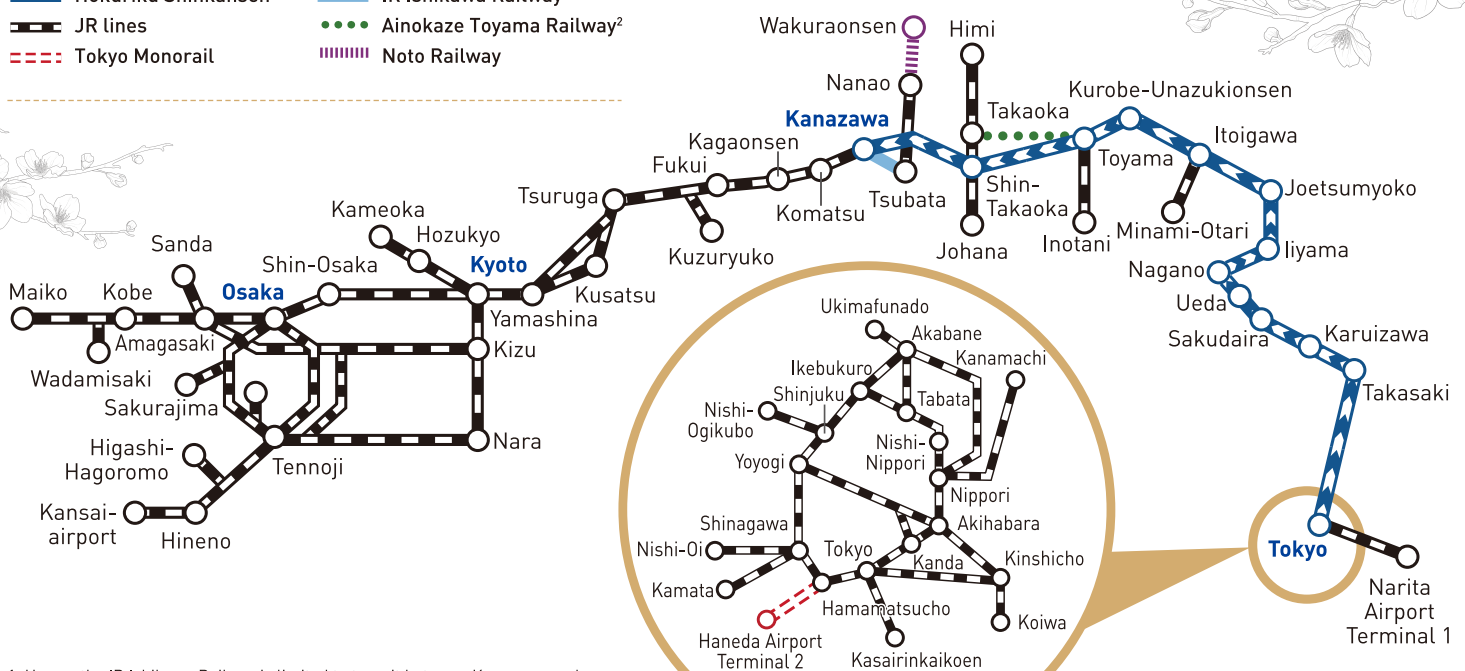 JR lines
Ainokaze Toyama Railway²
Tokyo Monorail
Noto Railway
Wakuraonsen
Himi
Nanao
Takaoka
Kurobe-Unazukionsen
Kanazawa
Itoigawa
Kagaonsen
Toyama
Fukui
Tsubata
Shin-
Takaoka
Joetsumyoko
Tsuruga
Komatsu
Minami-Otari
Kameoka
Inotani
Johana
Iiyama
Hozukyo
Kuzuryuko
Sanda
Shin-Osaka
Kyoto
Nagano
Maiko
Kobe
Osaka
Kusatsu
Ueda
Yamashina
Ukimafunado
Akabane
Sakudaira
Karuizawa
Amagasaki
Kizu
Kanamachi
Wadamisaki
Ikebukuro
Shinjuku
Sakurajima
Tabata
Takasaki
Nishi-
Ogikubo
Nishi-
Nippori
Higashi-
Hagoromo
Nara
Tennoji
Yoyogi
Nippori
Kansai-
airport
Hineno
Shinagawa
Akihabara
Tokyo
Nishi-Oi
Tokyo
Kanda
Kinshicho
Kamata
Hamamatsucho
Koiwa
Narita
Airport
Terminal 1
Haneda Airport
Terminal 2
Kasairinkaikoen